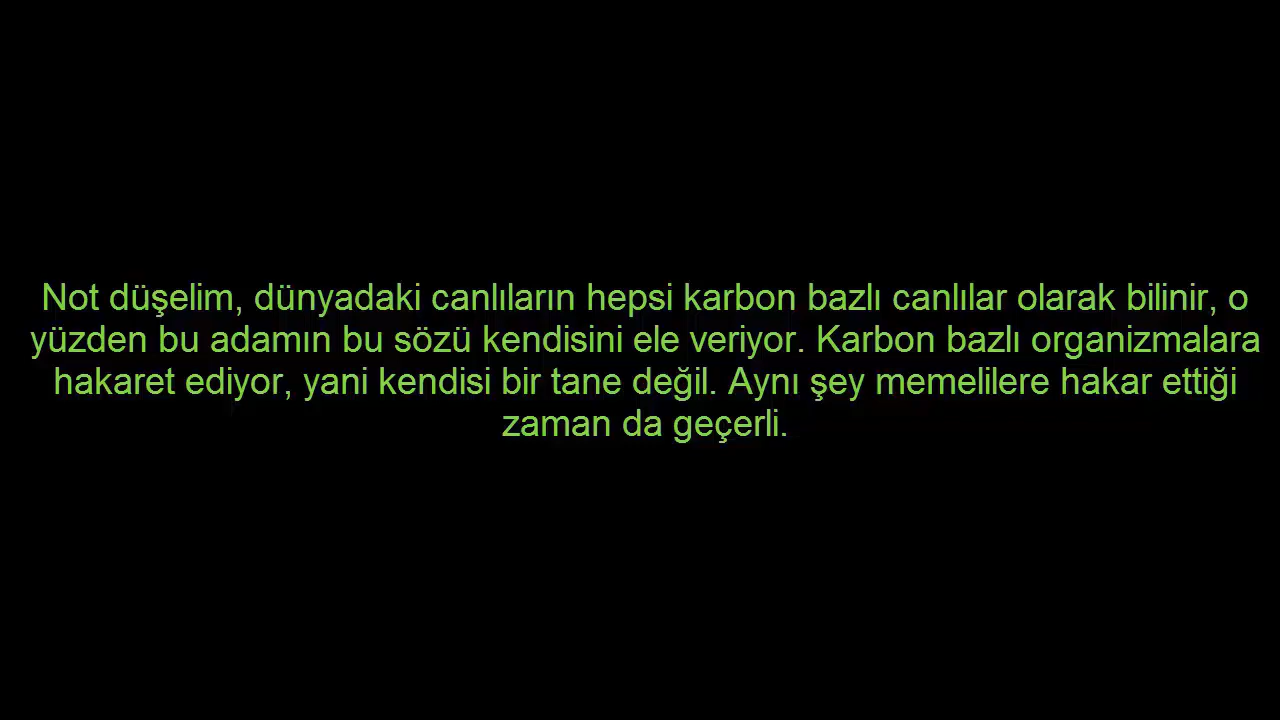 Not düşelim, dünyadaki canlıların hepsi karbon bazlı canlılar olarak bilinir, o
yüzden bu adamın bu sözü kendisini ele veriyor. Karbon bazlı organizmalara
hakaret ediyor, yani kendisi bir tane değil. Aynı şey memelilere hakar ettiği
zaman da geçerli.